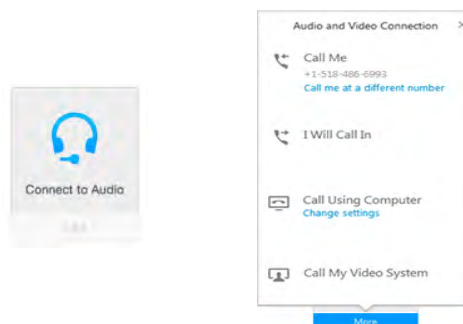 Connect to Audio
Audio and Video Connection
Call Me
+1-518-486-6993
Call me at a different number
I Will Call In
Call Using Computer
Change settings
Call My Video System
More